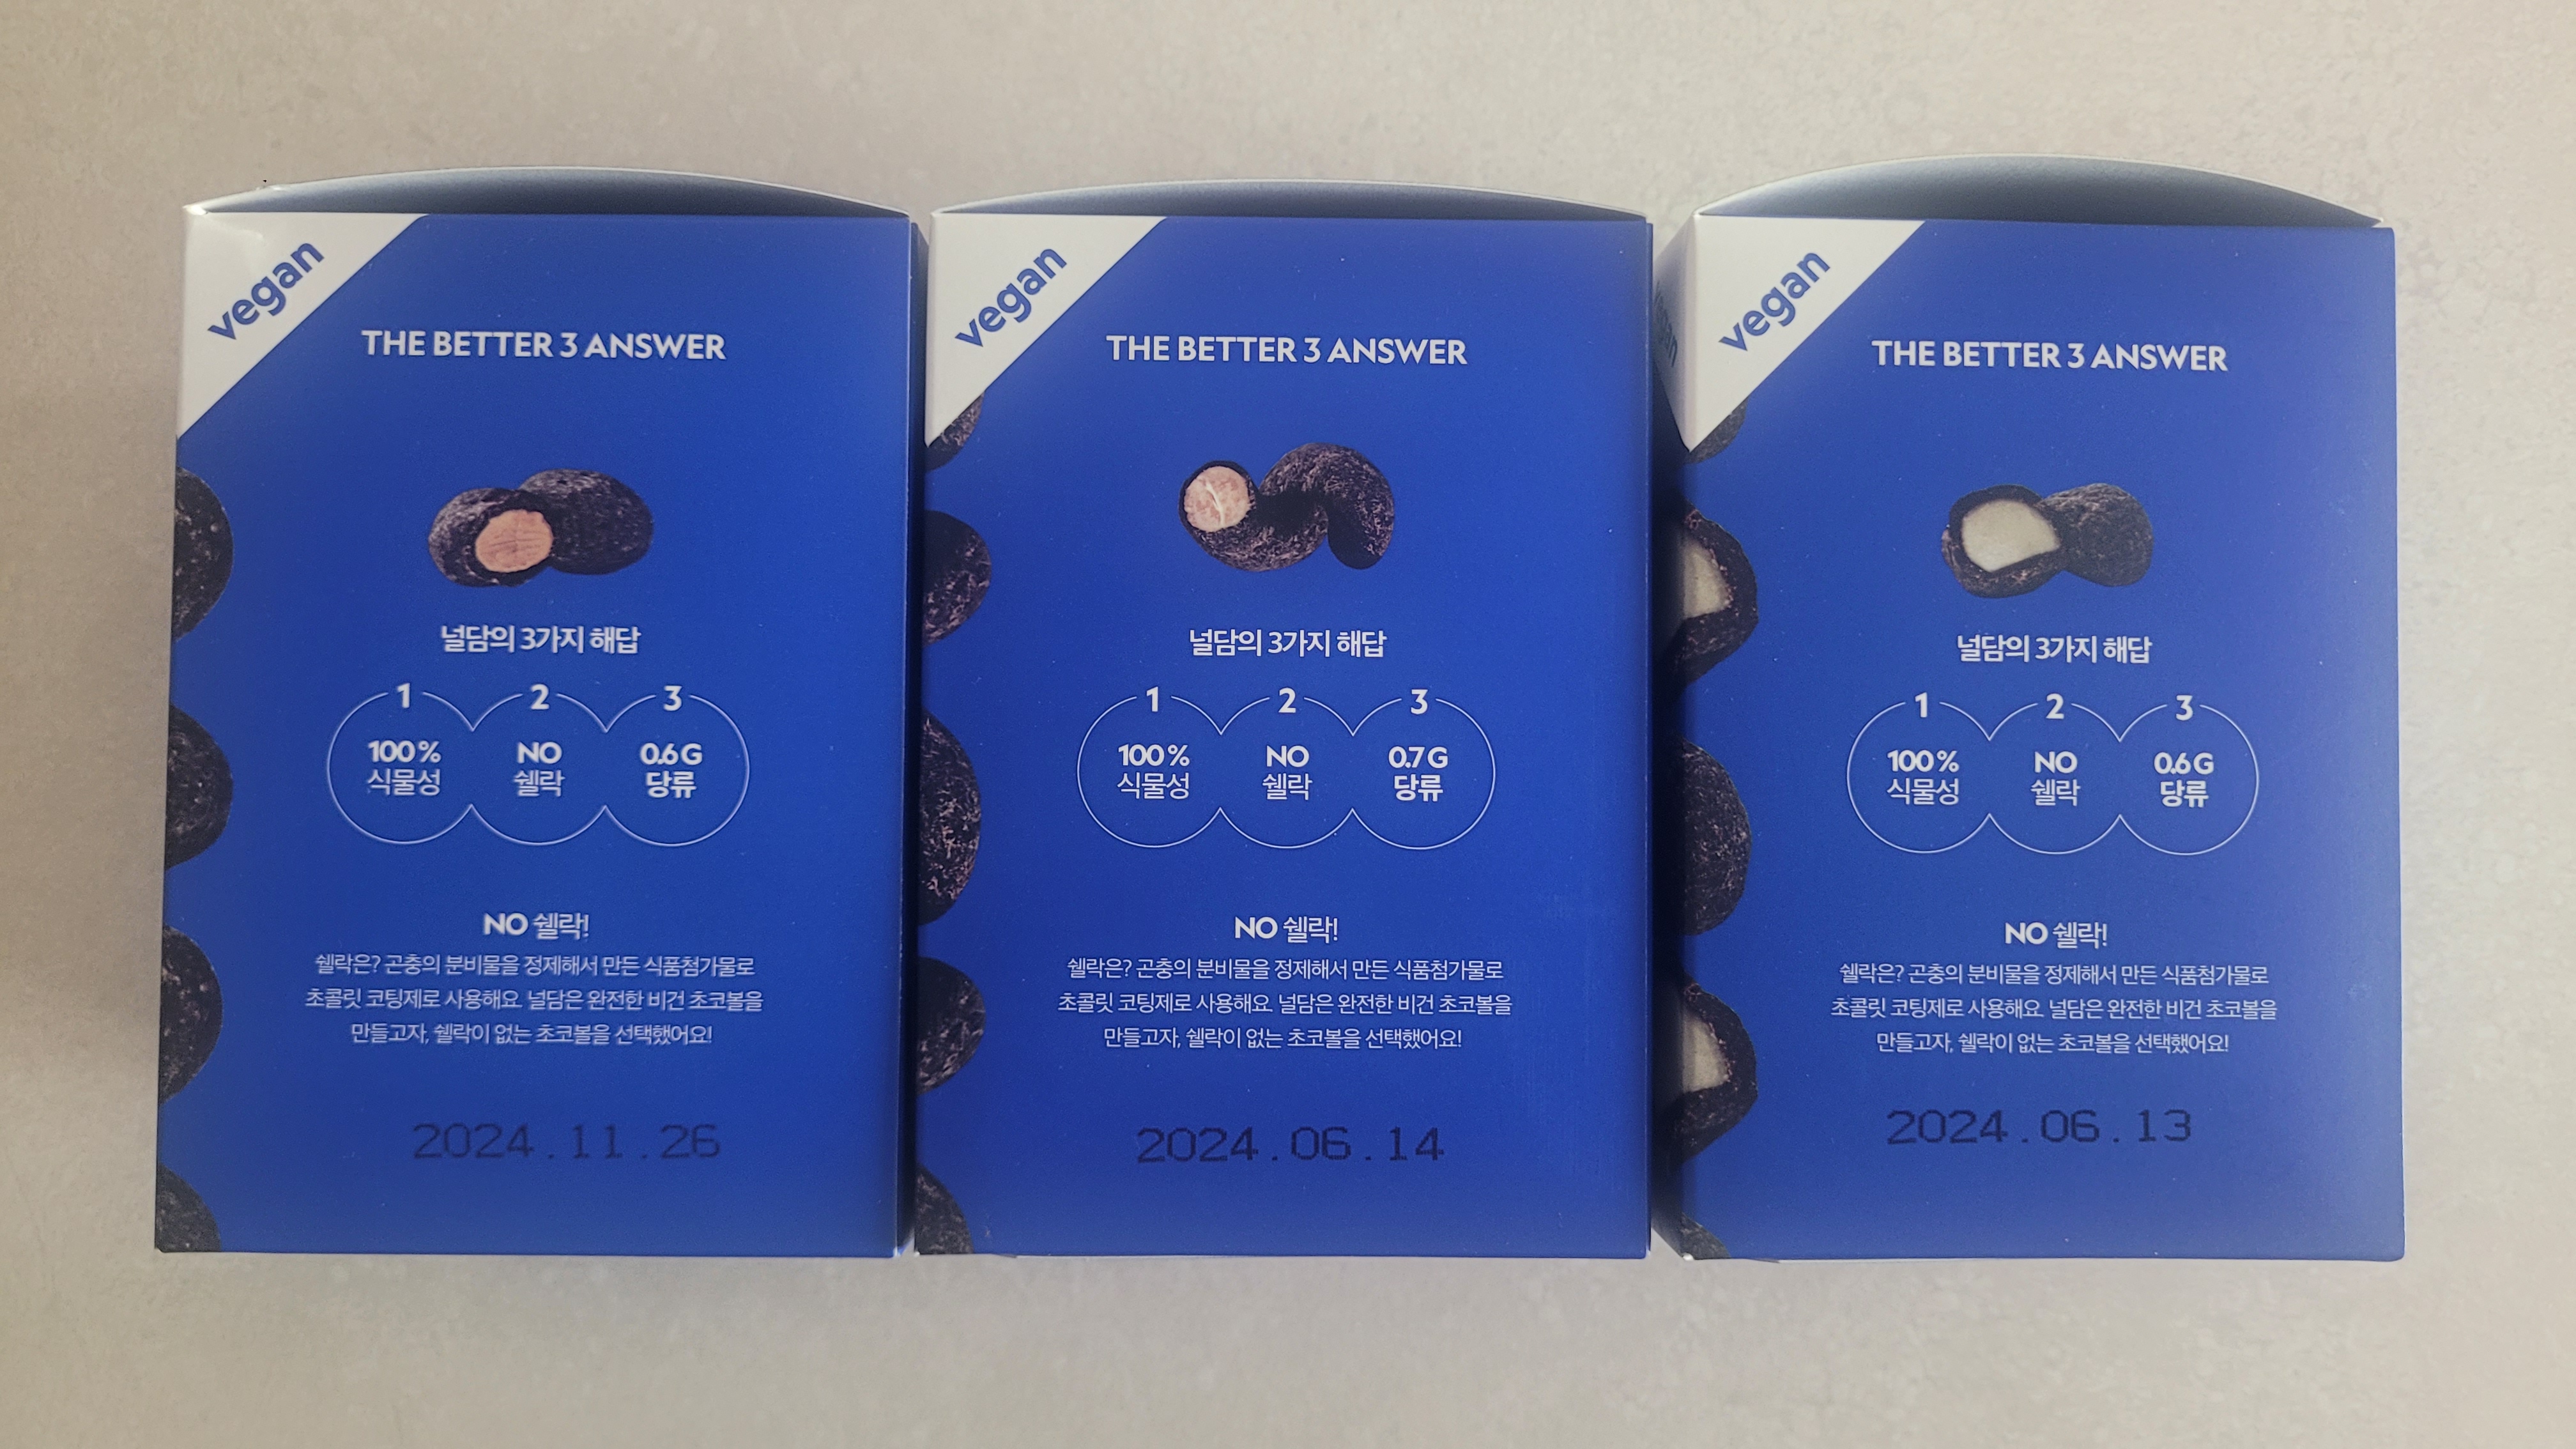 vegan
THE BETTER 3 ANSWER
널담의 3가지 해답
1 2 3
100% NO 0.6G
식물성 쉘락 당류
NO 쉘락!
쉘락은? 곤충의 분비물을 정제해서 만든 식품첨가물로
초콜릿 코팅제로 사용해요. 널담은 완전한 비건 초코볼을
만들고자, 쉘락이 없는 초코볼을 선택했어요!
2024.11.26
vegan
THE BETTER 3 ANSWER
널담의 3가지 해답
1 2 3
100% NO 0.7G
식물성 쉘락 당류
NO 쉘락!
쉘락은? 곤충의 분비물을 정제해서 만든 식품첨가물로
초콜릿 코팅제로 사용해요. 널담은 완전한 비건 초코볼을
만들고자, 쉘락이 없는 초코볼을 선택했어요!
2024.06.14
vegan
THE BETTER 3 ANSWER
널담의 3가지 해답
1 2 3
100% NO 0.6G
식물성 쉘락 당류
NO 쉘락!
쉘락은? 곤충의 분비물을 정제해서 만든 식품첨가물로
초콜릿 코팅제로 사용해요. 널담은 완전한 비건 초코볼을
만들고자, 쉘락이 없는 초코볼을 선택했어요!
2024.06.13